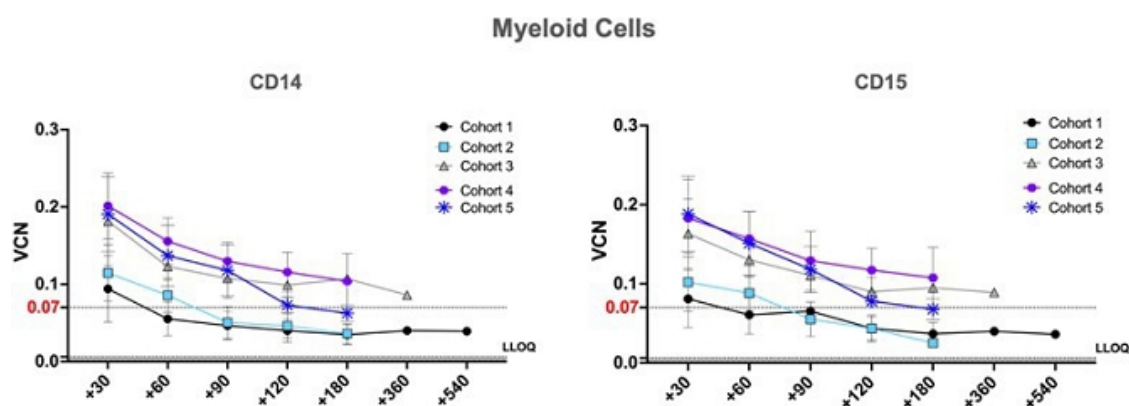 Myeloid Cells
CD14
Cohort 1
Cohort 2
Cohort 3
Cohort 4
Cohort 5
VCN
0.3
0.2
0.1
0.07
0.0
LLOQ
+30
+60
+90
+120
+180
+360
+540
CD15
Cohort 1
Cohort 2
Cohort 3
Cohort 4
Cohort 5
VCN
0.3
0.2
0.1
0.07
0.0
LLOQ
+30
+60
+90
+120
+180
+360
+540